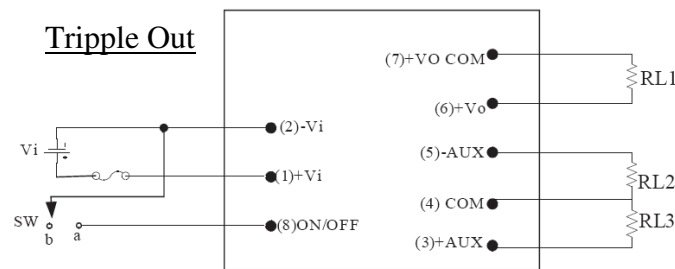 Tripple Out
(7)+VO COM
RL1
(6)+Vo
(2)-Vi
Vi
(5)-AUX
(1)+Vi
RL2
(4) COM
SW
b
a
(8)ON/OFF
RL3
(3)+AUX